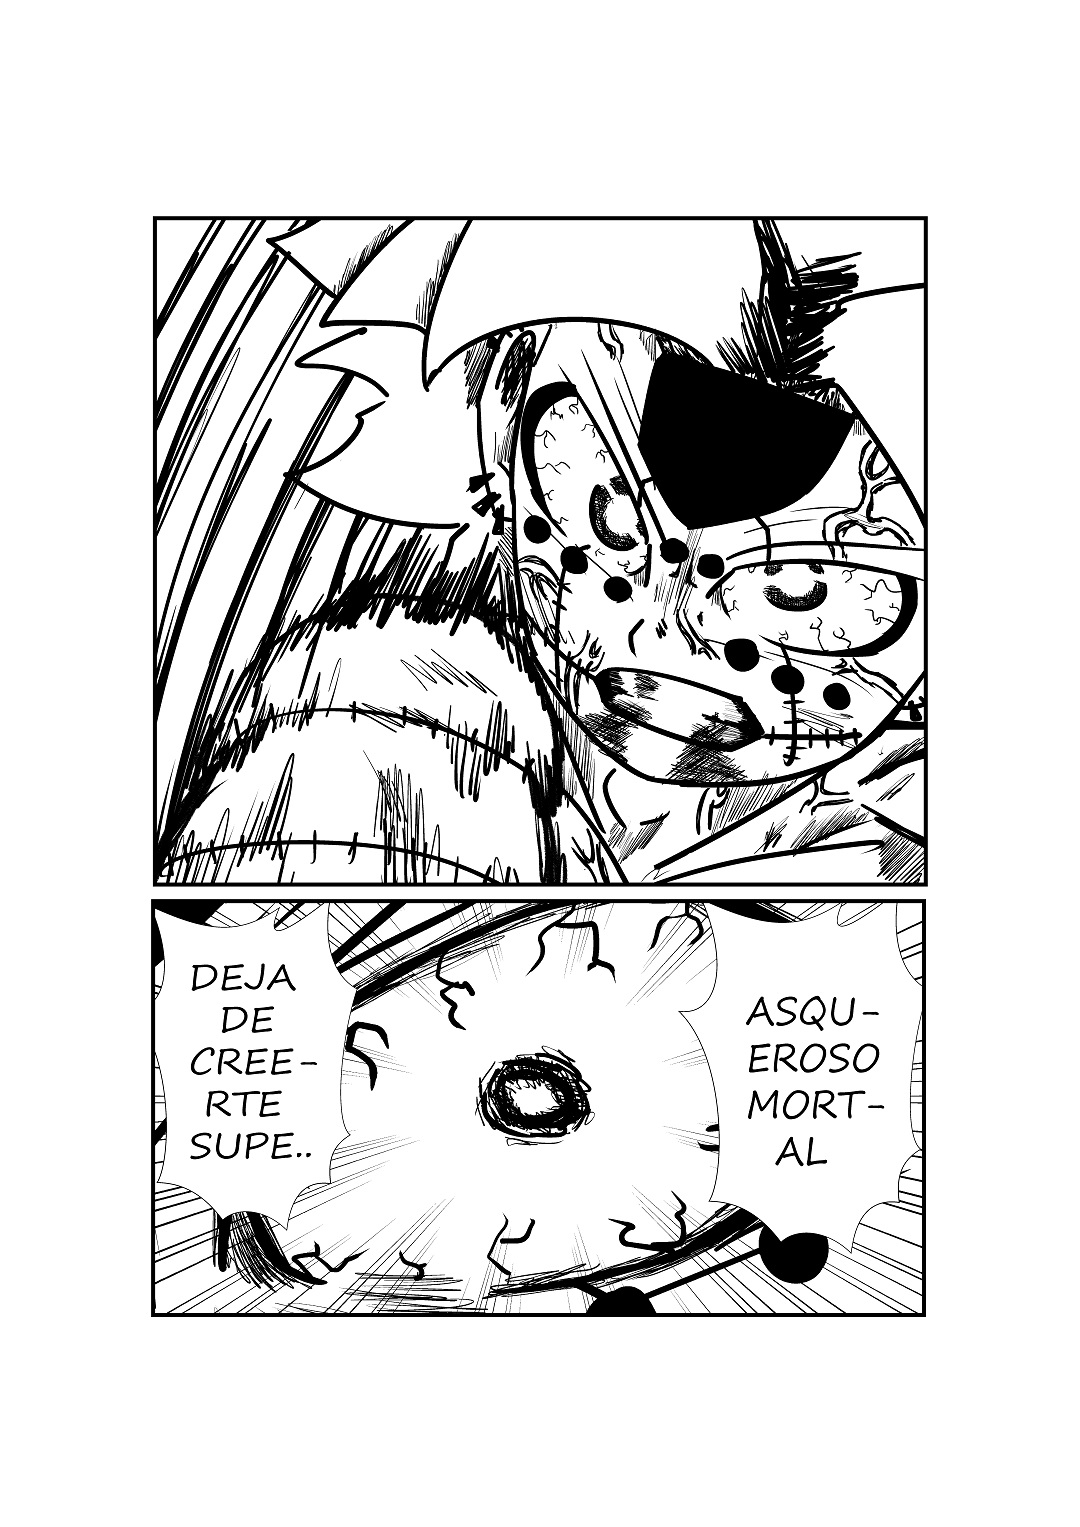 ASQU-
EROSO
MORT-
AL
DEJA
DE
CREE-
RTE
SUPE..